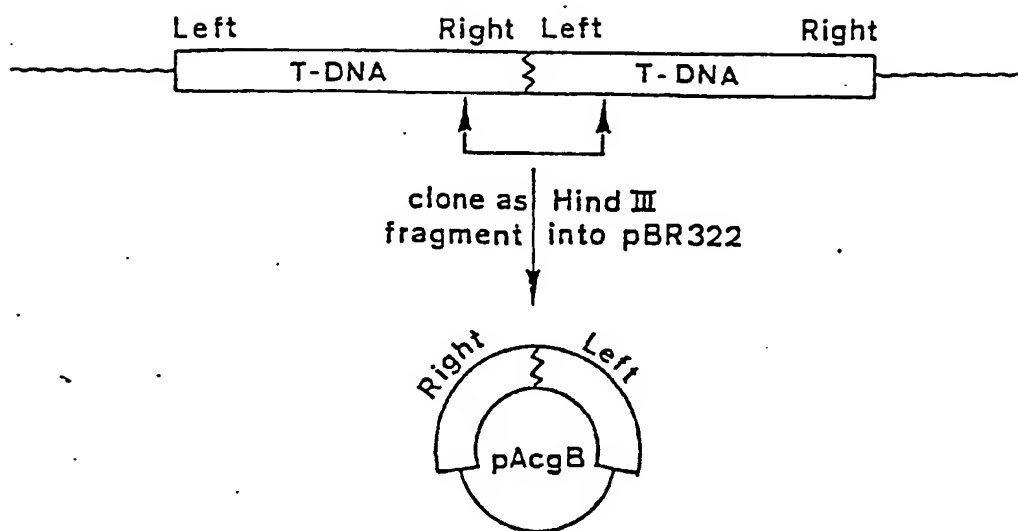 Left Right Left Right
T-DNA T-DNA
clone as Hind III
fragment into pBR322
Right Left
pAcgB